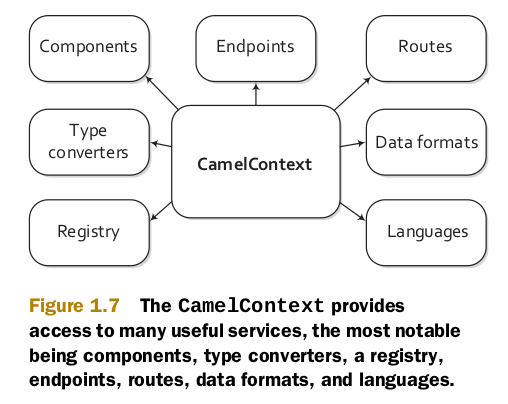 Components
Endpoints
Routes
Type
converters
CamelContext
Data formats
Registry
Languages
Figure 1.7 The CamelContext provides
access to many useful services, the most notable
being components, type converters, a registry,
endpoints, routes, data formats, and languages.